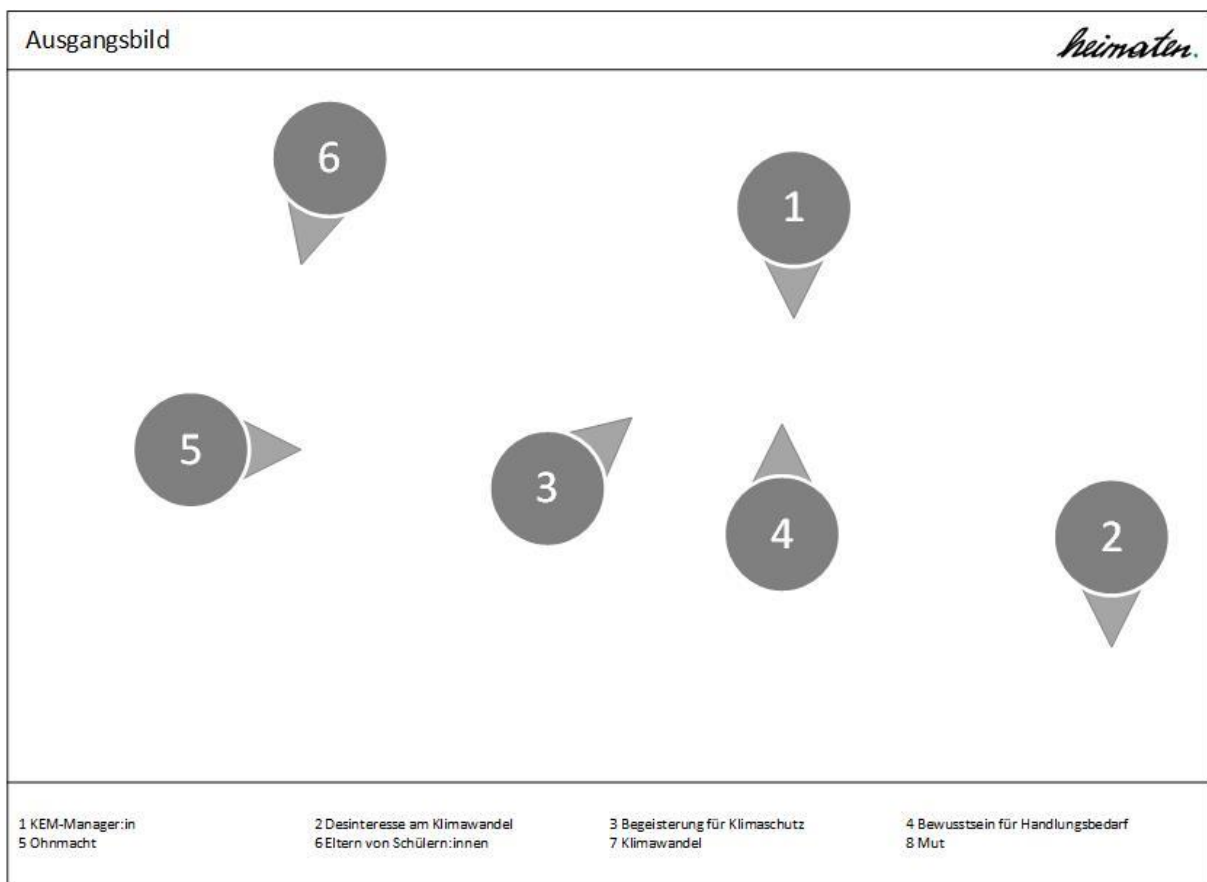 Ausgangsbild
heimaten.
6
1
5
3
4
2
1 KEM-Manager:in 2 Desinteresse am Klimawandel 3 Begeisterung für Klimaschutz 4 Bewusstsein für Handlungsbedarf
5 Ohnmacht 6 Eltern von Schülern:innen 7 Klimawandel 8 Mut